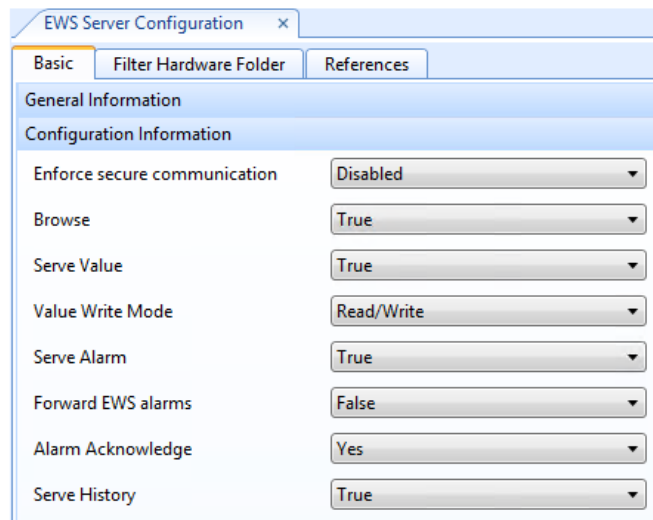 EWS Server Configuration ×
Basic Filter Hardware Folder References
General Information
Configuration Information
Enforce secure communication Disabled
Browse True
Serve Value True
Value Write Mode Read/Write
Serve Alarm True
Forward EWS alarms False
Alarm Acknowledge Yes
Serve History True